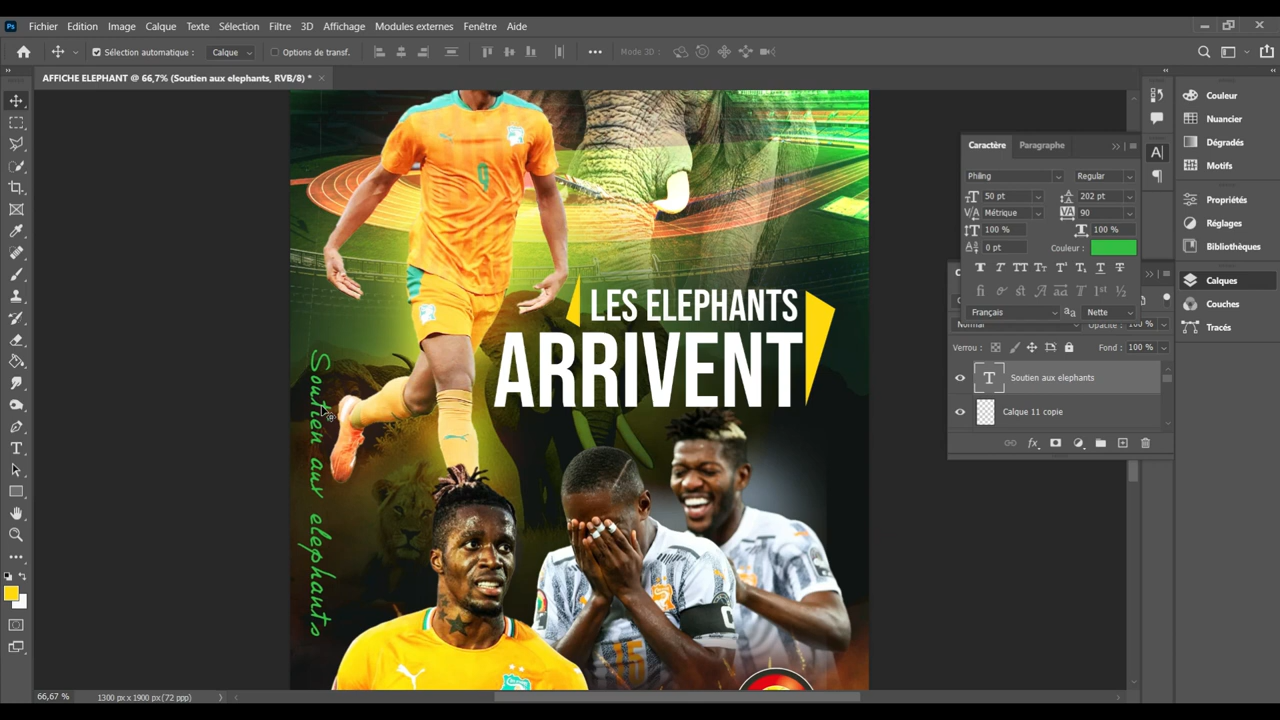 Ps Fichier Edition Image Calque Texte Sélection Filtre 3D Affichage Modules externes Fenêtre Aide
Sélection automatique : Calque Options de transf. Mode 3D :
AFFICHE ELEPHANT @ 66,7% (Soutien aux elephants, RVB/8) *
Caractère Paragraphe
Philing Regular
50 pt 202 pt
Métrique 90
100 % 100 %
0 pt Couleur :
Français Nette
Normal Opacité : 100 %
Verrou : Fond : 100 %
Soutien aux elephants
Calque 11 copie
Couleur
Nuancier
Dégradés
Motifs
Propriétés
Réglages
Bibliothèques
Calques
Couches
Tracés
9
LES ELEPHANTS
ARRIVENT
Soutien aux elephants
C
15
66,67 % 1300 px x 1900 px (72 ppp)